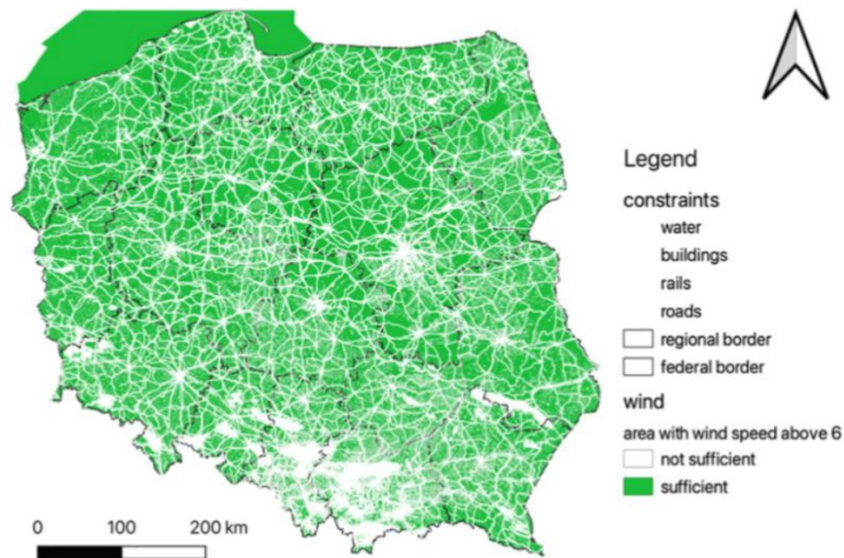 Legend
constraints
water
buildings
rails
roads
regional border
federal border
wind
area with wind speed above 6
not sufficient
sufficient
0 100 200 km